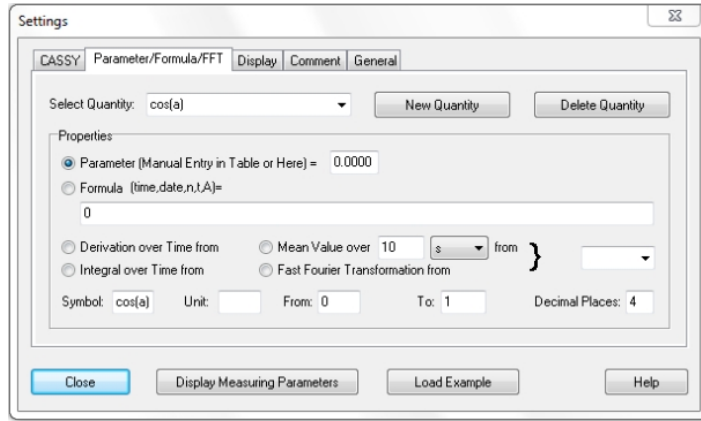 Settings
CASSY Parameter/Formula/FFT Display Comment General
Select Quantity: cos(a) New Quantity Delete Quantity
Properties
Parameter (Manual Entry in Table or Here) = 0.0000
Formula (time,date,n,t,A)=
0
Derivation over Time from Mean Value over 10 s from }
Integral over Time from Fast Fourier Transformation from
Symbol: cos(a) Unit: From: 0 To: 1 Decimal Places: 4
Close Display Measuring Parameters Load Example Help